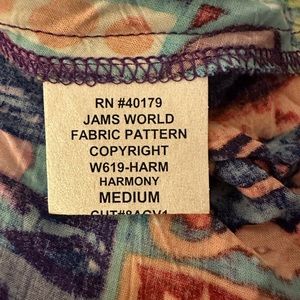 RN #40179
JAMS WORLD
FABRIC PATTERN
COPYRIGHT
W619-HARM
HARMONY
MEDIUM